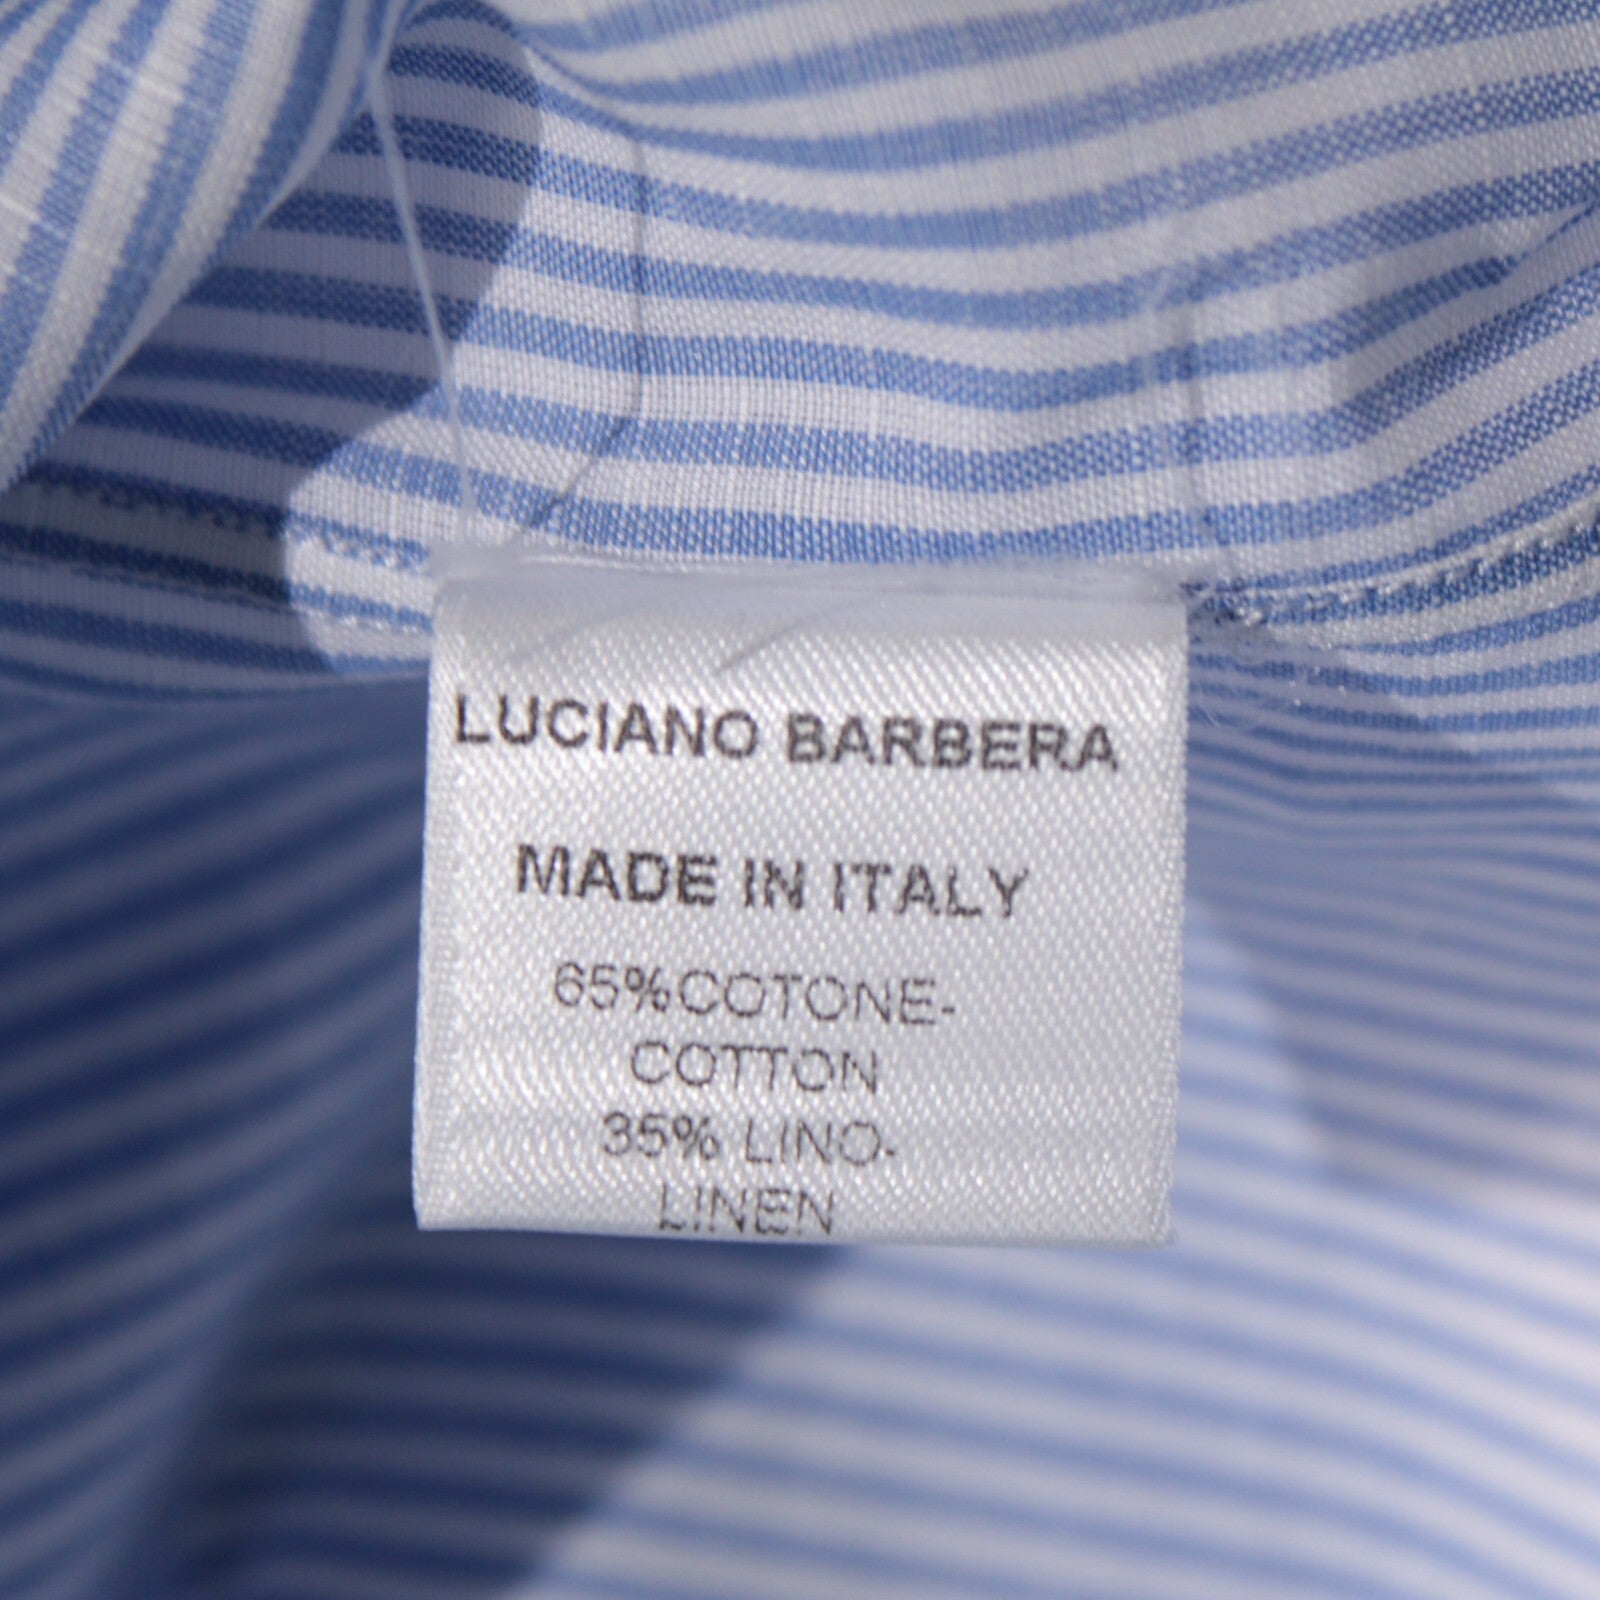 LUCIANO BARBERA
MADE IN ITALY
65%COTONE-
COTTON
35% LINO-
LINEN